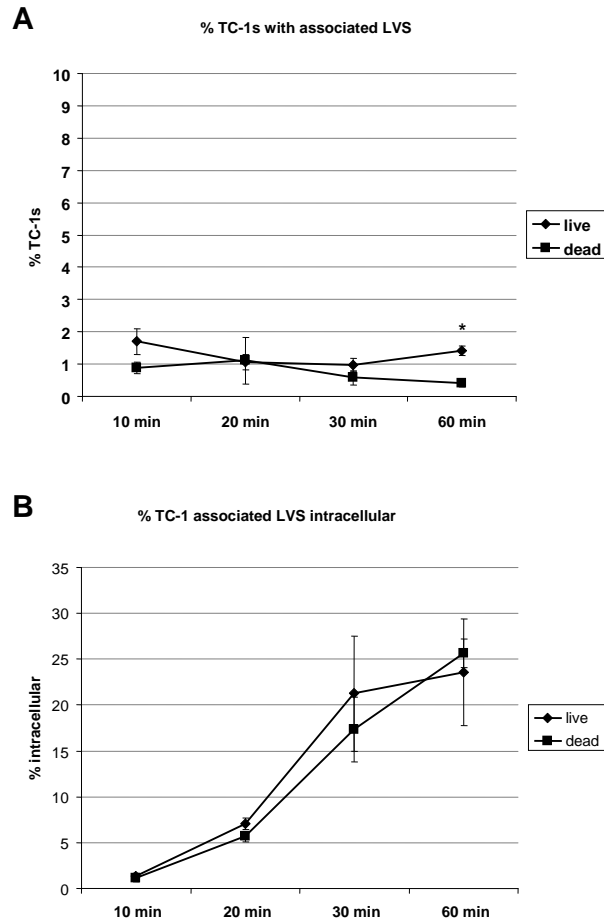 A
% TC-1s with associated LVS
% TC-1s
10
9
8
7
6
5
4
3
2
1
0
*
10 min 20 min 30 min 60 min
live
dead
B
% TC-1 associated LVS intracellular
% intracellular
35
30
25
20
15
10
5
0
10 min 20 min 30 min 60 min
live
dead